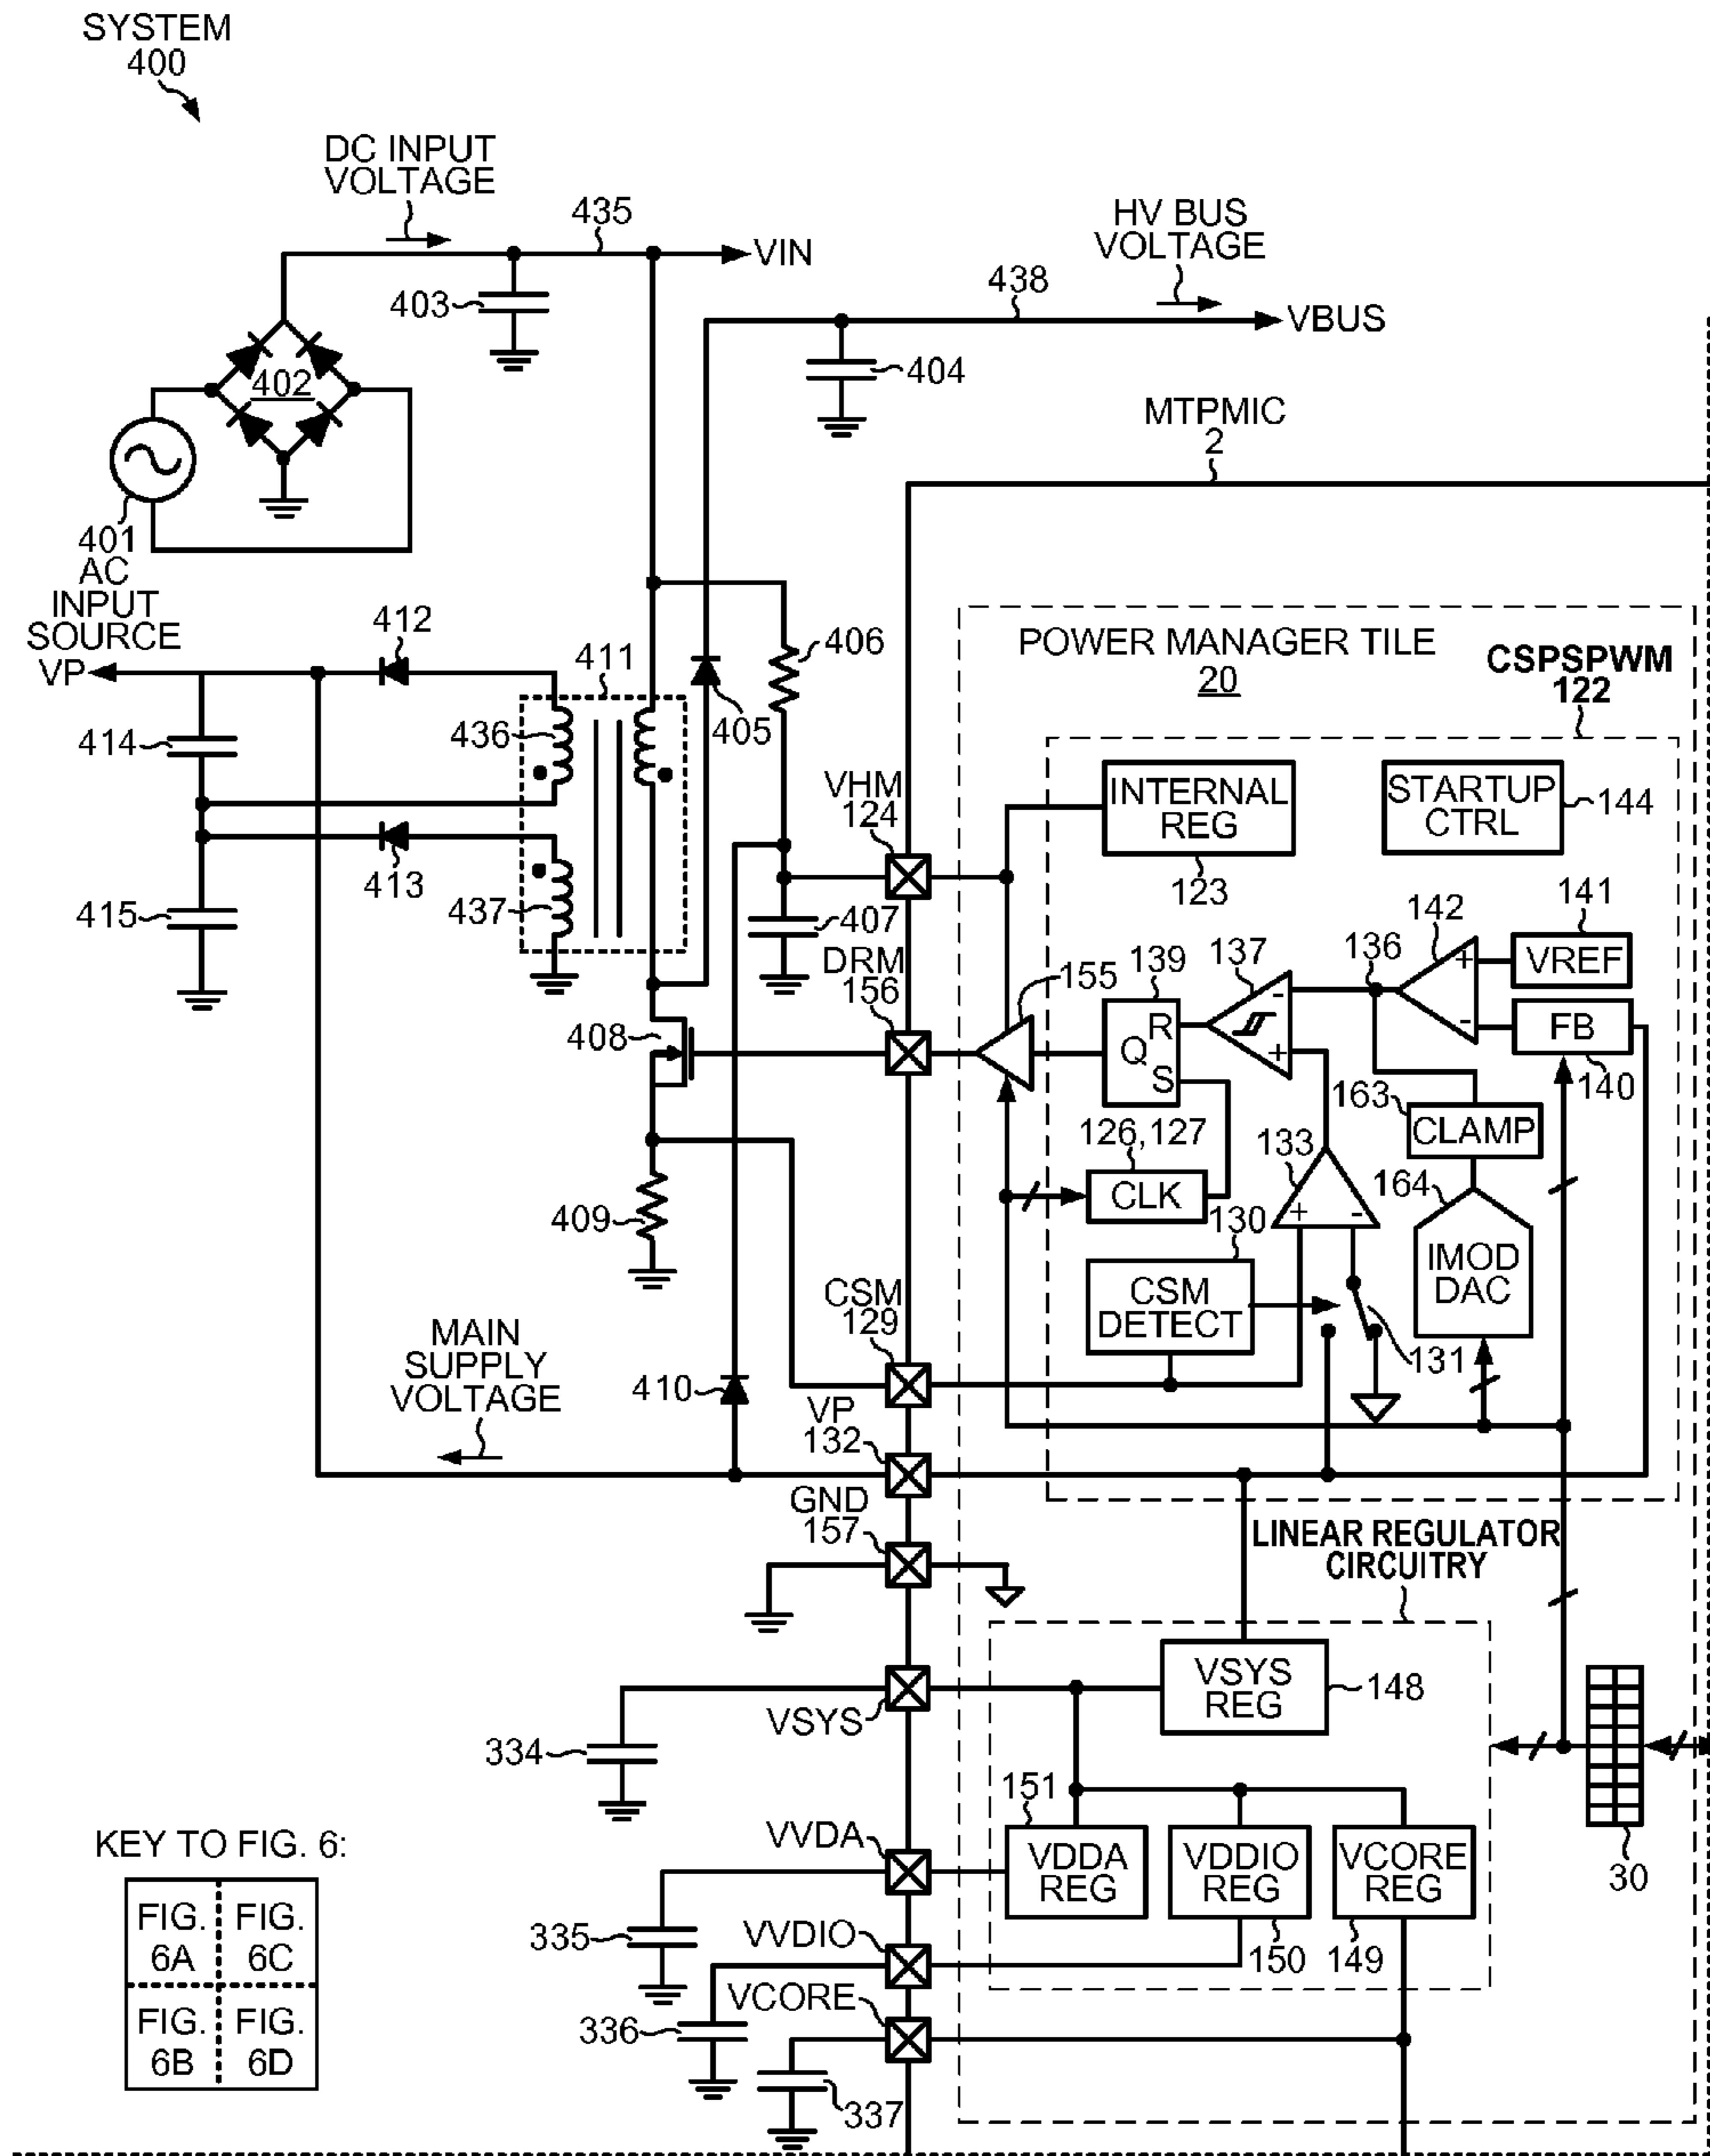 SYSTEM
400
DC INPUT
VOLTAGE
435
VIN
HV BUS
VOLTAGE
403
438
VBUS
402
404
MTPMIC
2
401
AC
INPUT
SOURCE
VP
412
411
406
POWER MANAGER TILE
20
CSPSPWM
122
414
436
405
VHM
124
INTERNAL
REG
123
STARTUP
CTRL
144
413
415
437
407
DRM
156
155
139
137
136
142
141
VREF
+
-
FB
140
408
R
Q
S
-
+
163
CLAMP
126,127
CLK
133
164
130
+
-
IMOD
DAC
409
CSM
129
CSM
DETECT
131
MAIN
SUPPLY
VOLTAGE
410
VP
132
GND
157
LINEAR REGULATOR
CIRCUITRY
VSYS
VSYS
REG
148
334
151
VVDA
VDDA
REG
VDDIO
REG
VCORE
REG
30
335
VVDIO
150
149
VCORE
336
337
KEY TO FIG. 6:
FIG.
6A
FIG.
6C
FIG.
6B
FIG.
6D